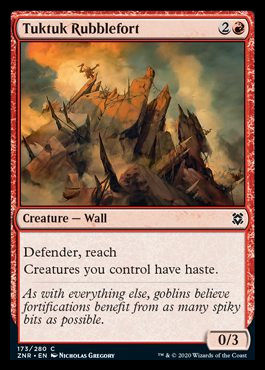 Tuktuk Rubblefort 2
Creature — Wall
Defender, reach
Creatures you control have haste.
As with everything else, goblins believe
fortifications benefit from as many spiky
bits as possible.
0/3
173/280 C
ZNR • EN Nicholas Gregory
™ & © 2020 Wizards of the Coast